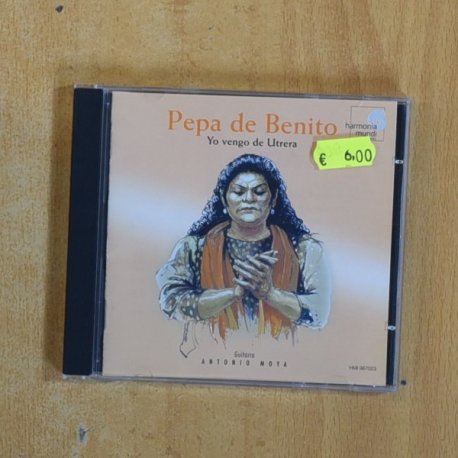 Pepa de Benito
harmonia
mundi
Yo vengo de Utrera
€ 6,00
Guitarra
ANTONIO MOYA